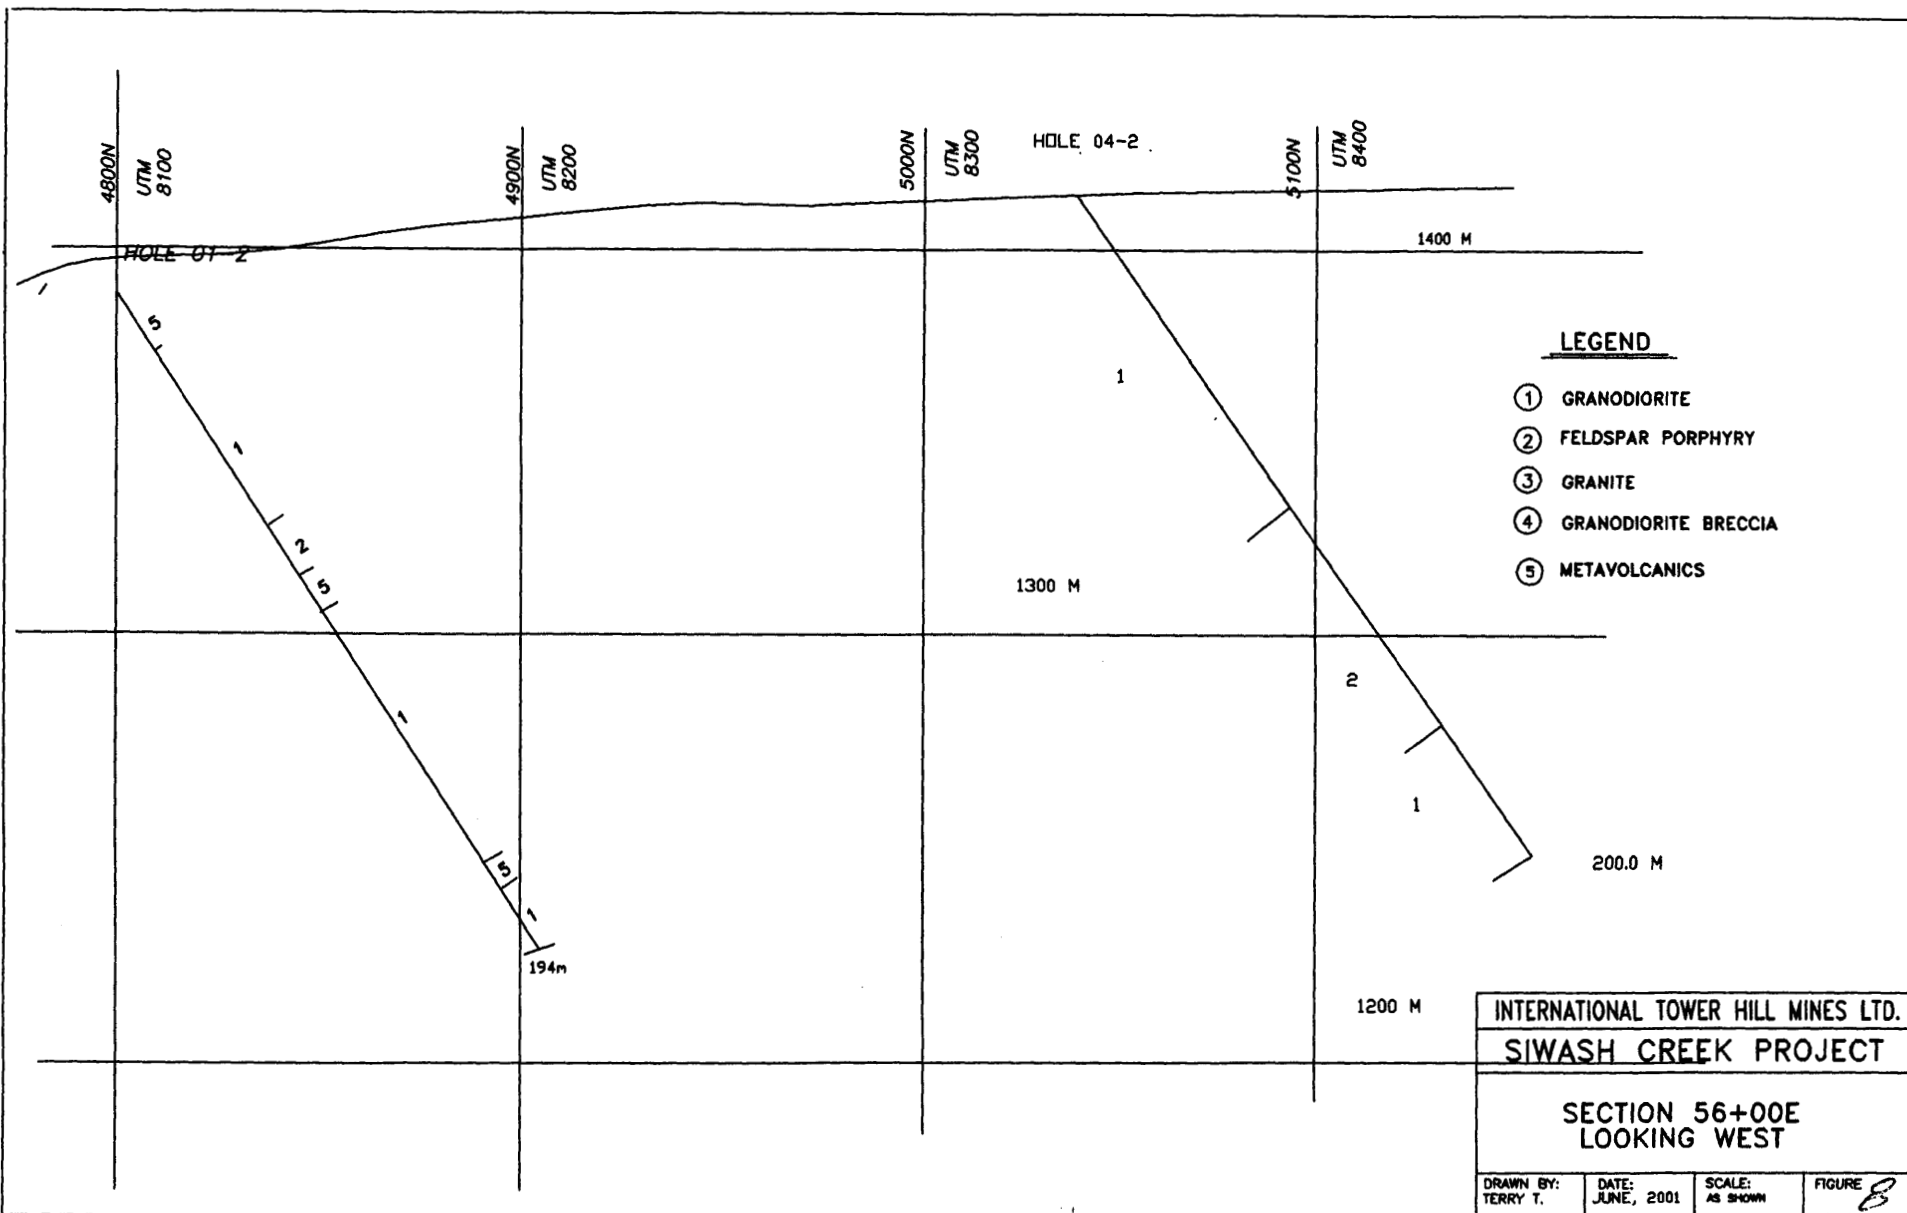 4800N
UTM
8100
4900N
UTM
8200
5000N
UTM
8300
HOLE 04-2
5100N
UTM
8400
HOLE 01-2
1400 M
5
1
2
5
1
5
1
194m
1
1300 M
2
1
200.0 M
1200 M
LEGEND
1 GRANODIORITE
2 FELDSPAR PORPHYRY
3 GRANITE
4 GRANODIORITE BRECCIA
5 METAVOLCANICS
INTERNATIONAL TOWER HILL MINES LTD.
SIWASH CREEK PROJECT
SECTION 56+00E
LOOKING WEST
DRAWN BY:
TERRY T.
DATE:
JUNE, 2001
SCALE:
AS SHOWN
FIGURE 8